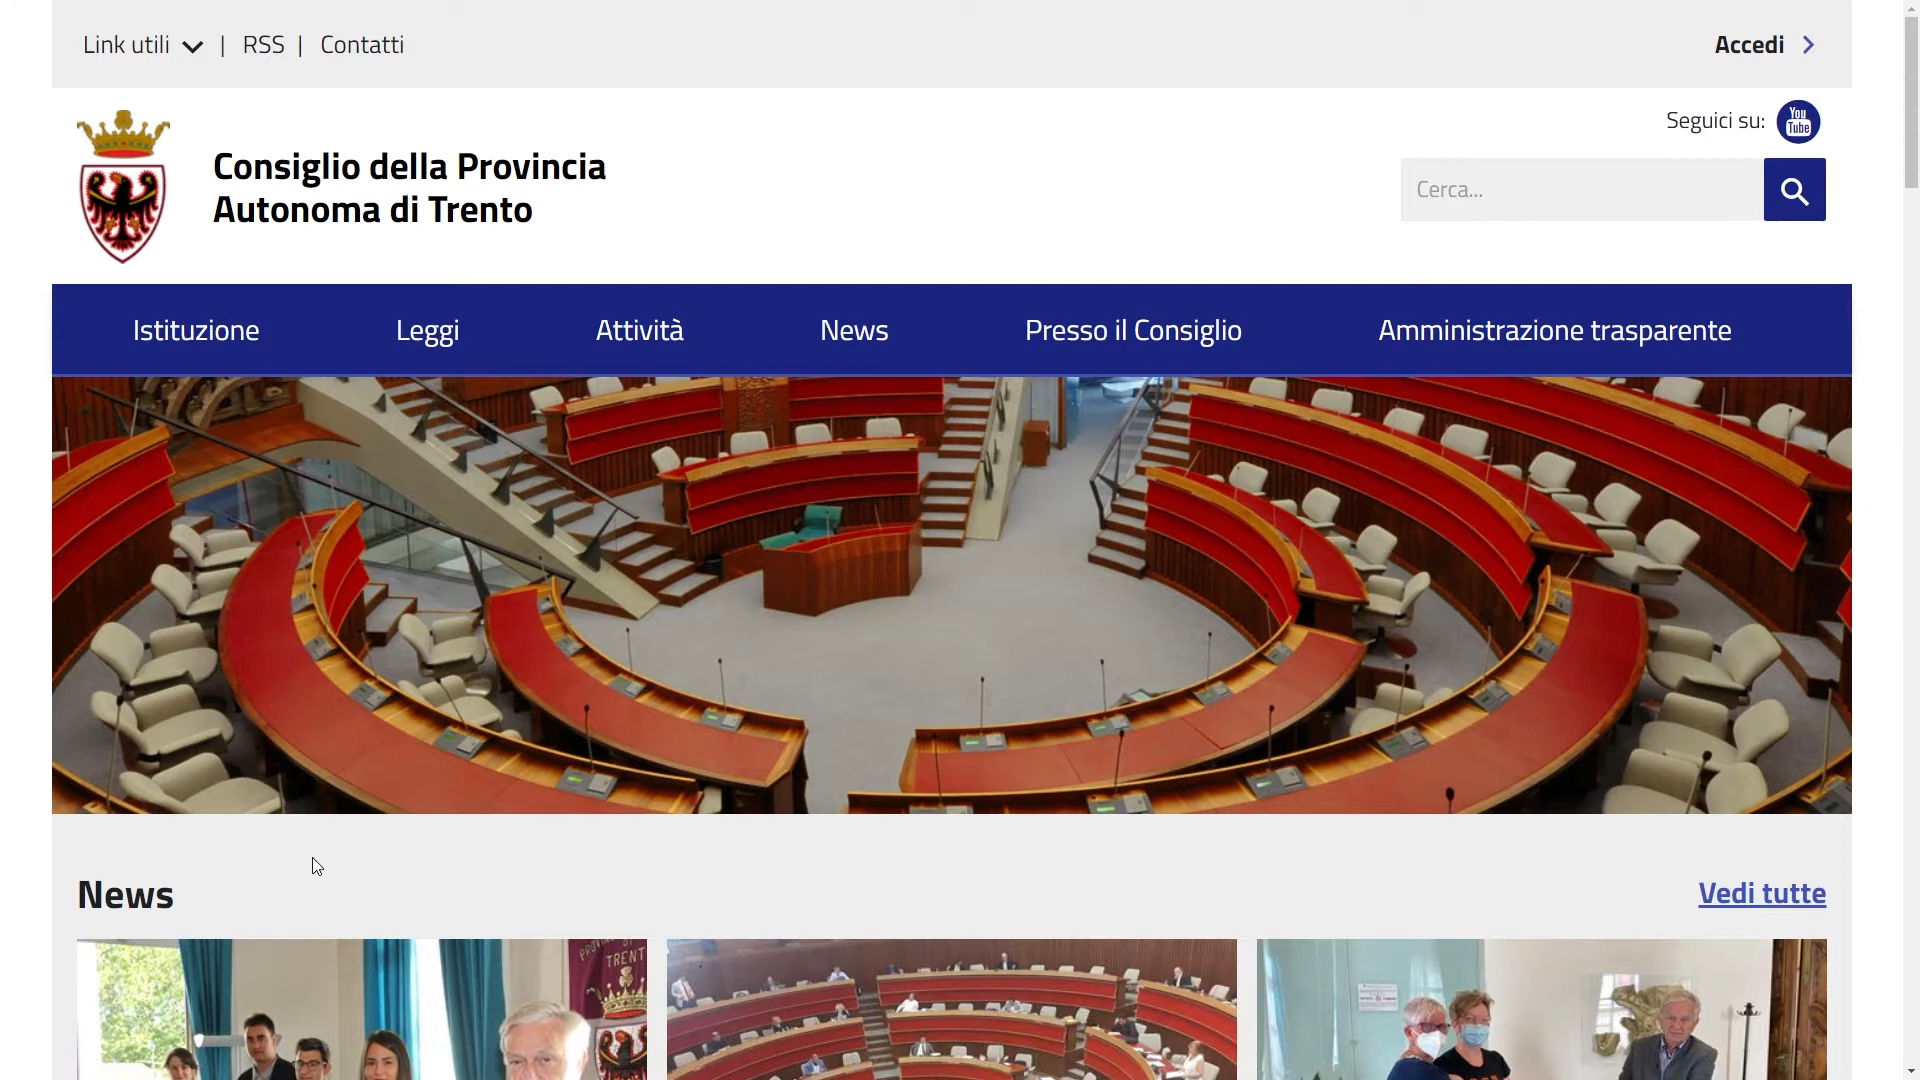 Link utili | RSS | Contatti
Accedi
Seguici su: You Tube
Consiglio della Provincia
Autonoma di Trento
Cerca...
Istituzione Leggi Attività News Presso il Consiglio Amministrazione trasparente
News
Vedi tutte
TRENT